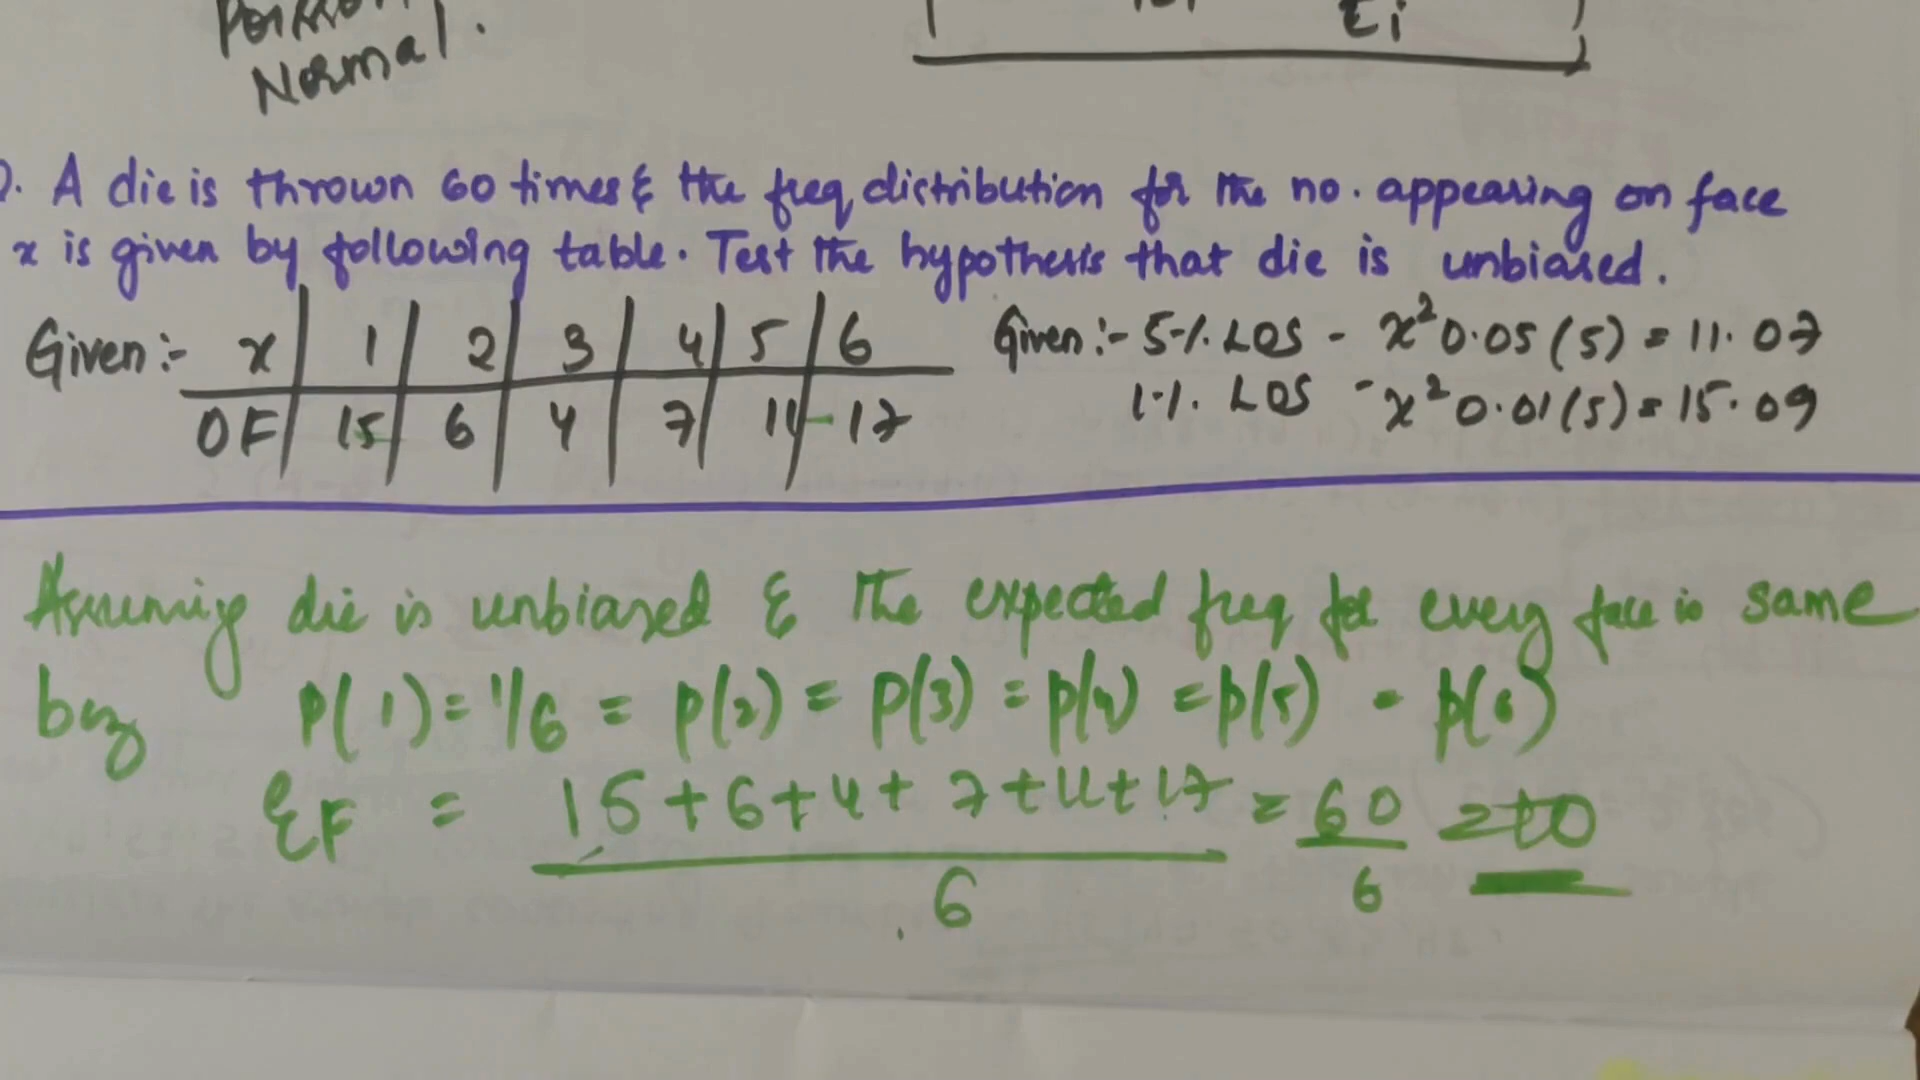 Normal.
Ei
A die is thrown 60 times & the freq distribution for the no. appearing on face
x is given by following table. Test the hypothesis that die is unbiased.
Given :- x 1 2 3 4 5 6
OF 15 6 4 7 11 17
Given :- 5%. LOS - x² 0.05 (5) = 11.07
1%. LOS - x² 0.01 (5) = 15.09
Assuming die is unbiased & the expected freq for every face is same
bcz P(1) = 1/6 = P(2) = P(3) = P(4) = P(5) = P(6)
EF = 15+6+4+7+11+17 = 60 = 10
6 6